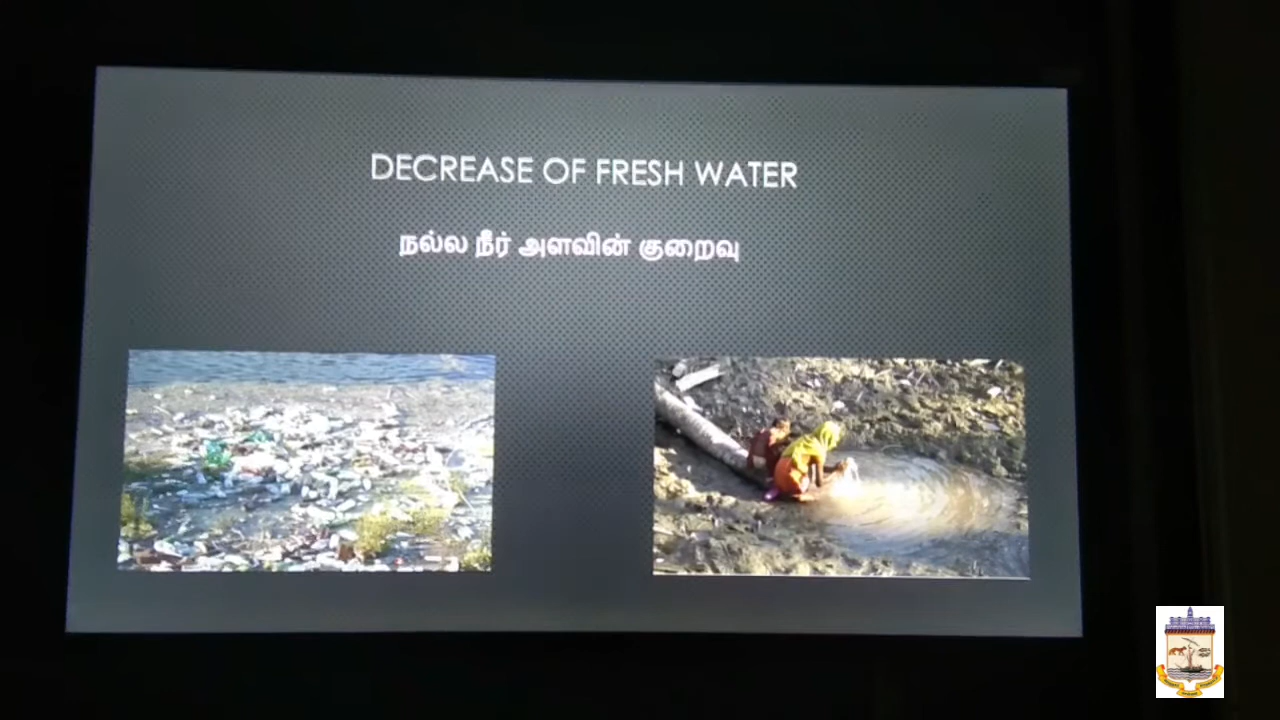 DECREASE OF FRESH WATER
நல்ல நீர் அளவின் குறைவு